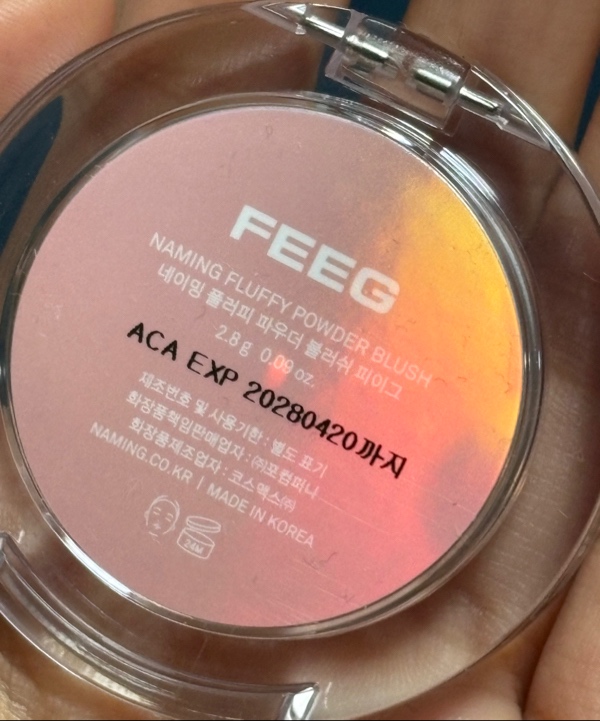 FEEG
NAMING FLUFFY POWDER BLUSH
네이밍 플러피 파우더 블러쉬 피이그
2.8 g 0.09 oz.
ACA EXP 20280420까지
제조번호 및 사용기한 : 별도 표기
화장품책임판매업자 : ㈜포컴퍼니
화장품제조업자 : 코스맥스㈜
NAMING.CO.KR | MADE IN KOREA
24M